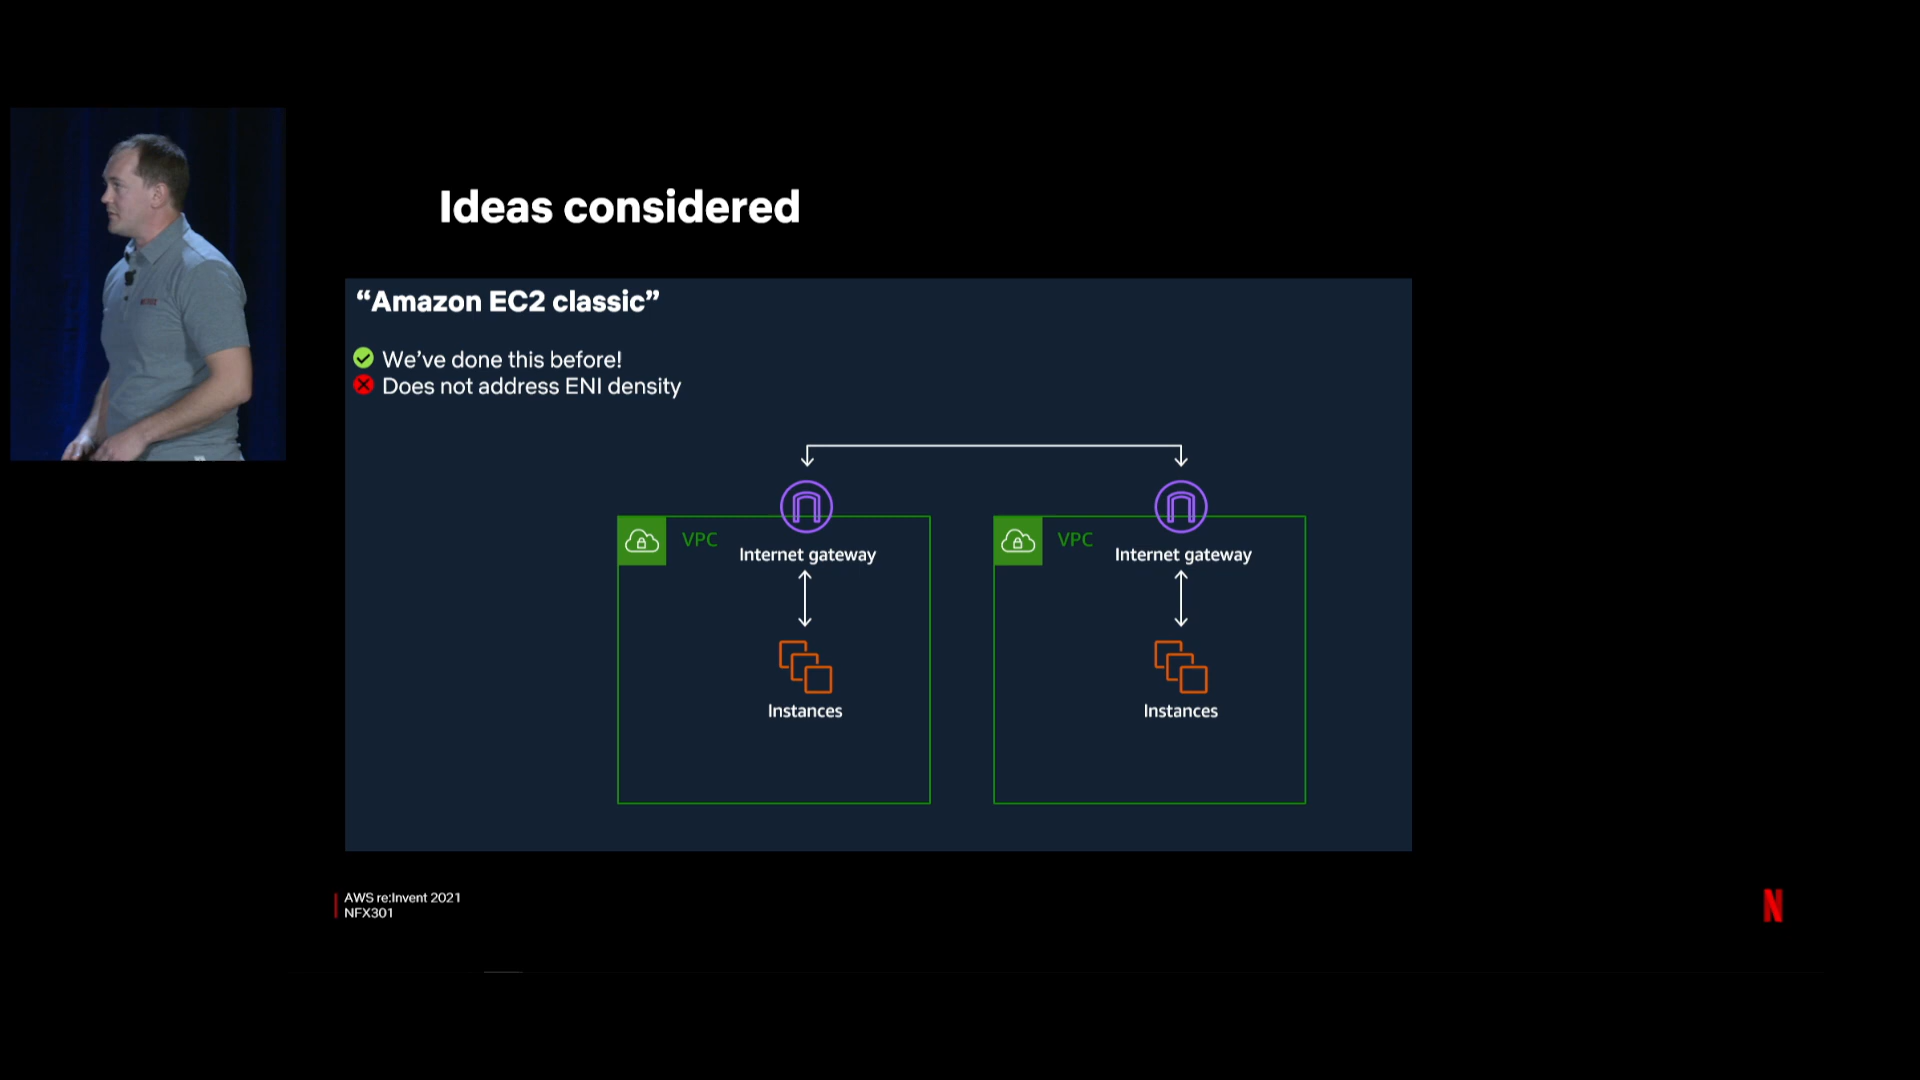 Ideas considered
“Amazon EC2 classic”
We’ve done this before!
Does not address ENI density
VPC
Internet gateway
Instances
VPC
Internet gateway
Instances
AWS re:Invent 2021
NFX301
N